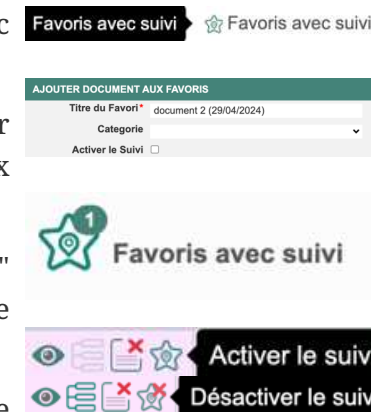 c Favoris avec suivi Favoris avec suivi
AJOUTER DOCUMENT AUX FAVORIS
r Titre du Favori* document 2 (29/04/2024)
Categorie
x Activer le Suivi
1
Favoris avec suivi
"
e
Activer le suiv
Désactiver le suiv
e